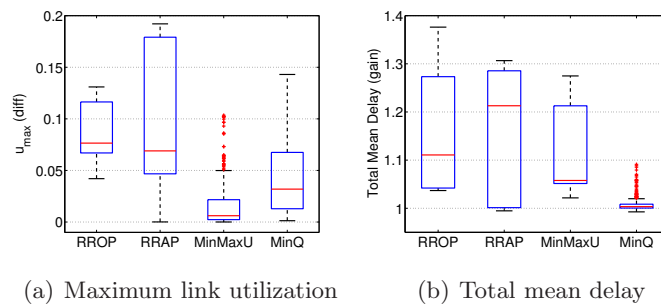 0.2
0.15
0.1
0.05
0
u_max (diff)
RROP RRAP MinMaxU MinQ
(a) Maximum link utilization
1.4
1.3
1.2
1.1
1
Total Mean Delay (gain)
RROP RRAP MinMaxU MinQ
(b) Total mean delay